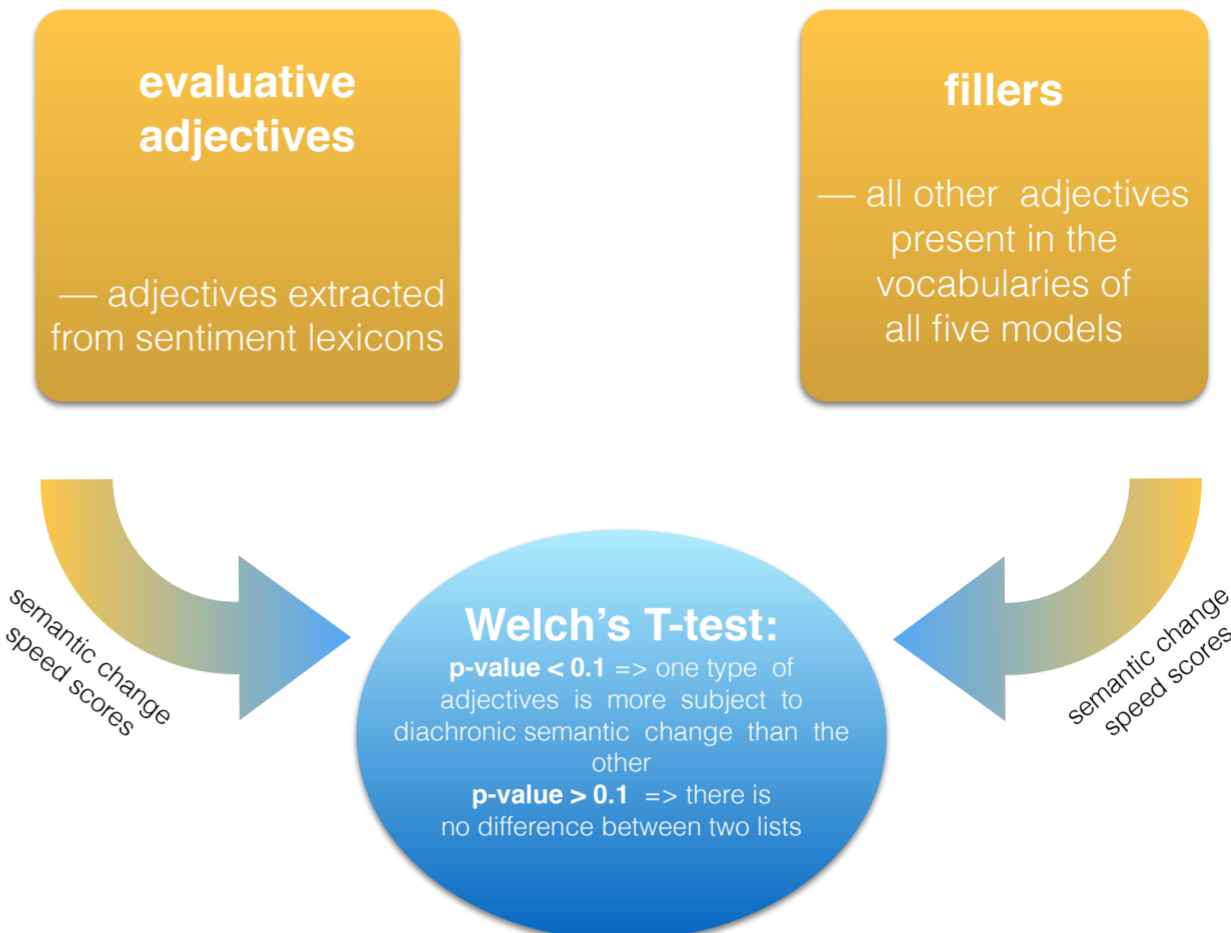 evaluative
adjectives
— adjectives extracted
from sentiment lexicons
fillers
— all other adjectives
present in the
vocabularies of
all five models
semantic change
speed scores
Welch’s T-test:
p-value < 0.1 => one type of
adjectives is more subject to
diachronic semantic change than the
other
p-value > 0.1 => there is
no difference between two lists
semantic change
speed scores